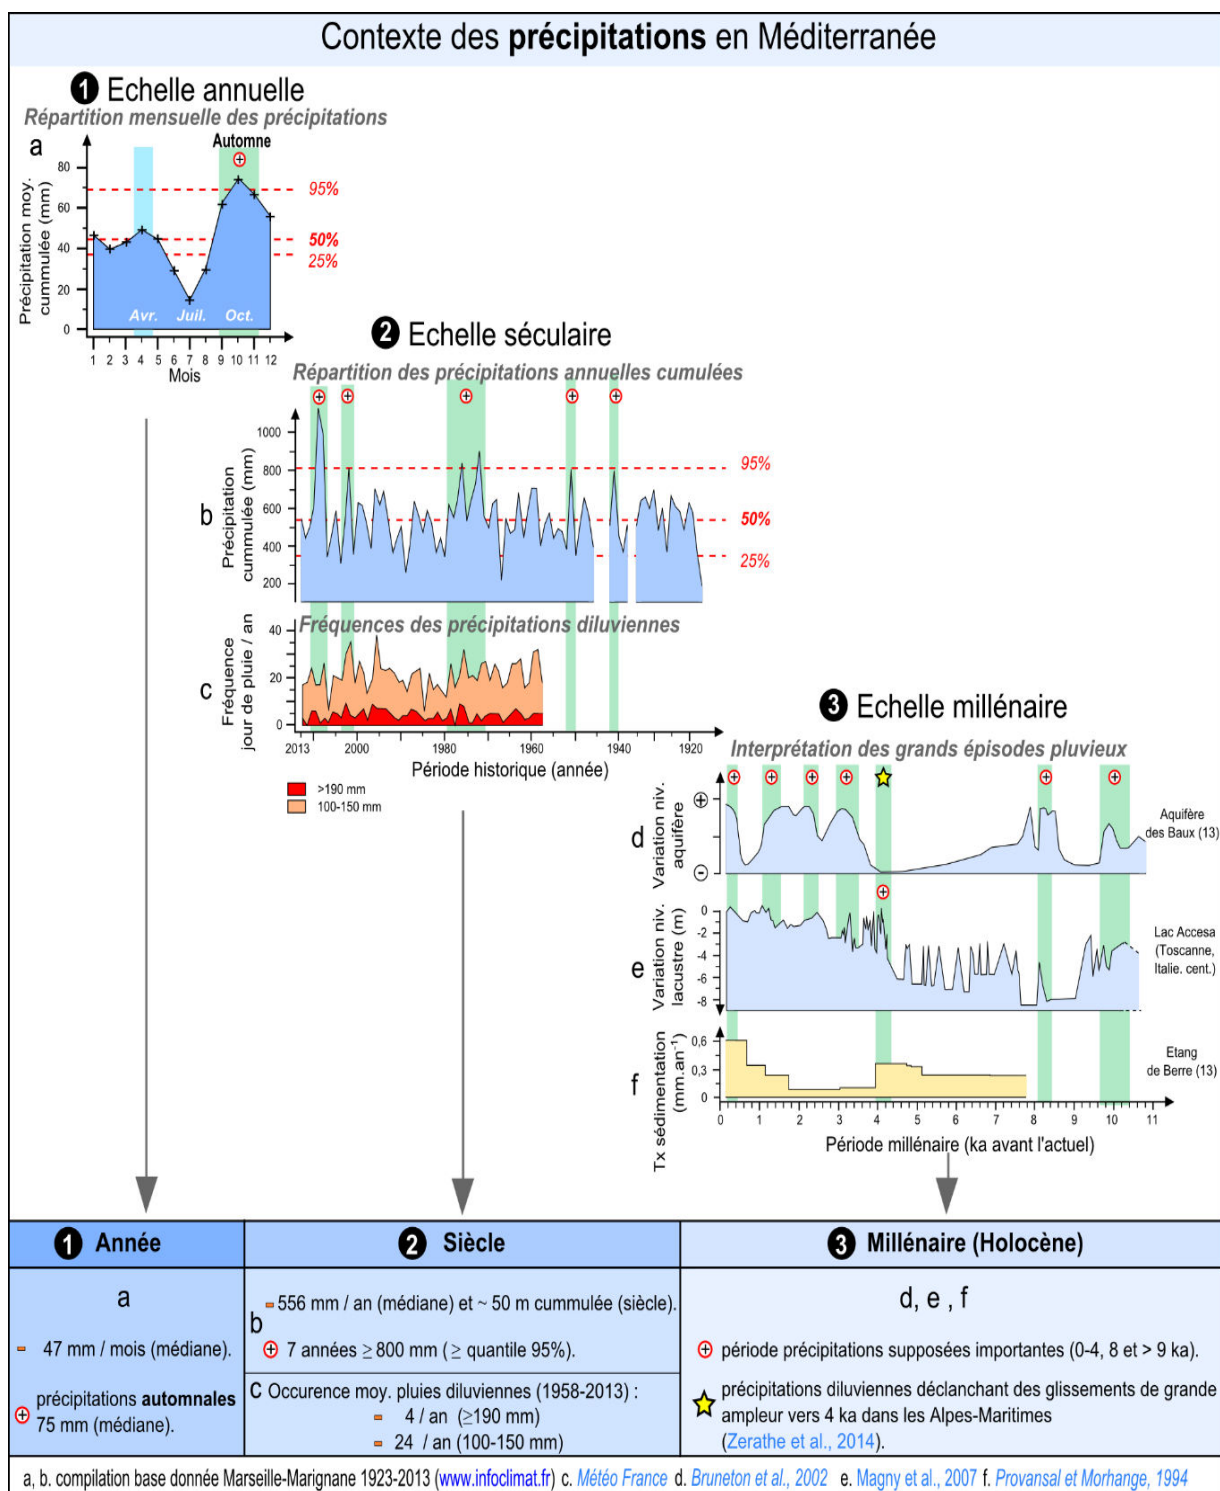 Contexte des précipitations en Méditerranée
1 Echelle annuelle
Répartition mensuelle des précipitations
a
Automne
Précipitation moy.
cummulée (mm)
80
60
40
20
0
95%
50%
25%
Avr. Juil. Oct.
1 2 3 4 5 6 7 8 9 10 11 12
Mois
2 Echelle séculaire
Répartition des précipitations annuelles cumulées
b
Précipitation
cummulée (mm)
1000
800
600
400
200
95%
50%
25%
Fréquences des précipitations diluviennes
c
Fréquence
jour de pluie / an
40
20
0
2013 2000 1980 1960 1940 1920
Période historique (année)
>190 mm
100-150 mm
3 Echelle millénaire
Interprétation des grands épisodes pluvieux
d
Variation niv.
aquifère
+
-
Aquifère
des Baux (13)
e
Variation niv.
lacustre (m)
0
-2
-4
-6
-8
Lac Accesa
(Toscanne,
Italie. cent.)
f
Tx sédimentation
(mm.an⁻¹)
0,6
0,3
0
Etang
de Berre (13)
0 1 2 3 4 5 6 7 8 9 10 11
Période millénaire (ka avant l'actuel)
1 Année
a
47 mm / mois (médiane).
précipitations automnales
75 mm (médiane).
2 Siècle
b
556 mm / an (médiane) et ~ 50 m cummulée (siècle).
7 années ≥ 800 mm ( ≥ quantile 95%).
c Occurence moy. pluies diluviennes (1958-2013) :
4 / an (≥190 mm)
24 / an (100-150 mm)
3 Millénaire (Holocène)
d, e , f
période précipitations supposées importantes (0-4, 8 et > 9 ka).
précipitations diluviennes déclanchant des glissements de grande
ampleur vers 4 ka dans les Alpes-Maritimes
(Zerathe et al., 2014).
a, b. compilation base donnée Marseille-Marignane 1923-2013 (www.infoclimat.fr) c. Météo France d. Bruneton et al., 2002 e. Magny et al., 2007 f. Provansal et Morhange, 1994